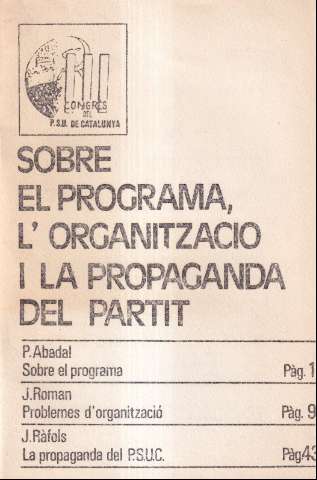 III
CONGRES
DEL
P.S.U. DE CATALUNYA
SOBRE
EL PROGRAMA,
L' ORGANITZACIO
I LA PROPAGANDA
DEL PARTIT
P.Abadal
Sobre el programa Pàg. 1
J.Roman
Problemes d'organització Pàg. 9
J.Ràfols
La propaganda del P.S.U.C. Pàg43